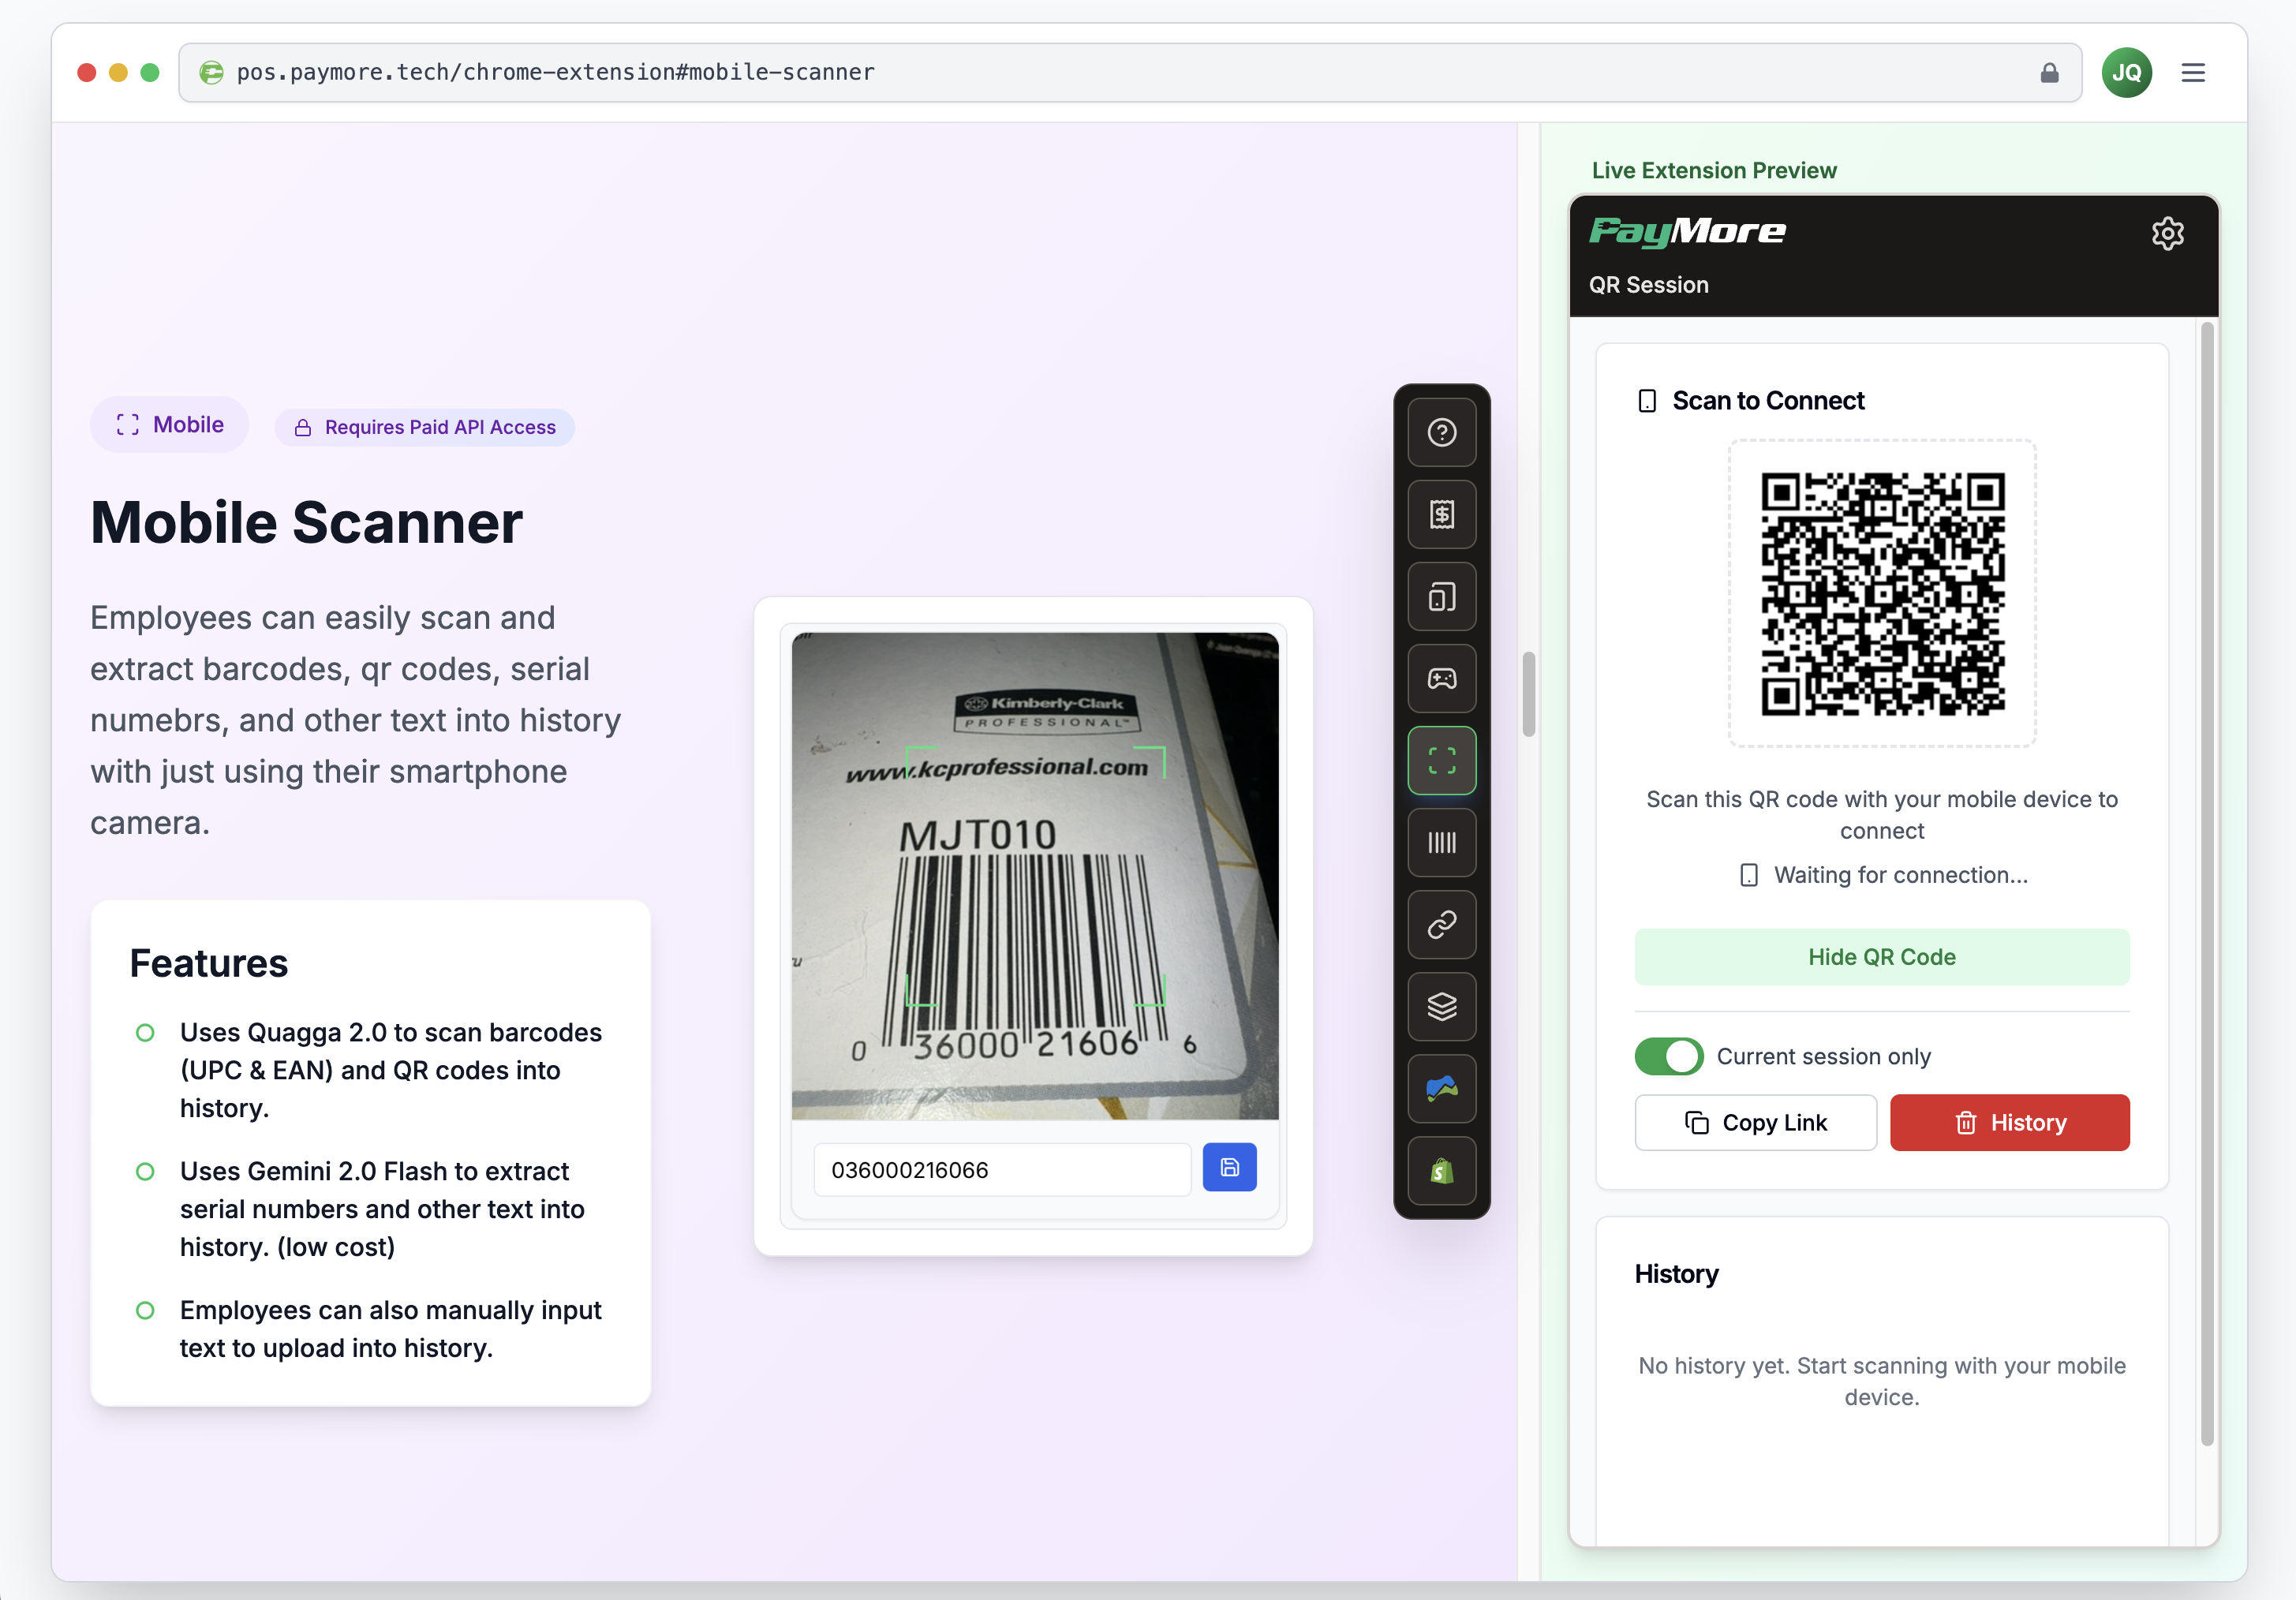 pos.paymore.tech/chrome-extension#mobile-scanner
JQ
Mobile
Requires Paid API Access
Mobile Scanner
Employees can easily scan and
extract barcodes, qr codes, serial
numebrs, and other text into history
with just using their smartphone
camera.
Features
Uses Quagga 2.0 to scan barcodes
(UPC & EAN) and QR codes into
history.
Uses Gemini 2.0 Flash to extract
serial numbers and other text into
history. (low cost)
Employees can also manually input
text to upload into history.
Kimberly-Clark
PROFESSIONAL™
www.kcprofessional.com
MJT010
0 36000 21606 6
036000216066
Live Extension Preview
PayMore
QR Session
Scan to Connect
Scan this QR code with your mobile device to
connect
Waiting for connection...
Hide QR Code
Current session only
Copy Link
History
History
No history yet. Start scanning with your mobile
device.